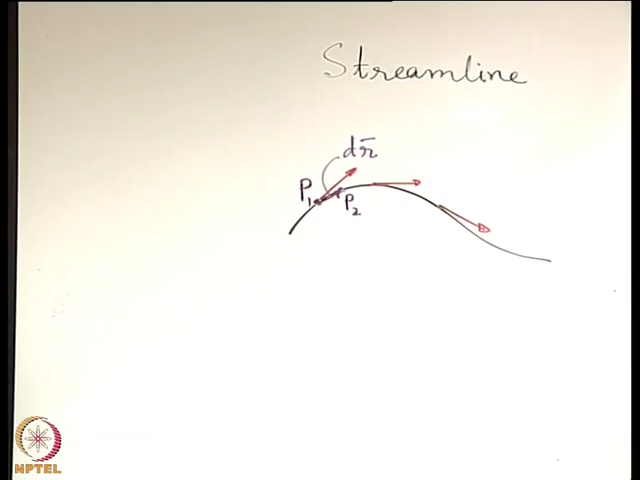 Streamline
dr̄
P₁
P₂
NPTEL